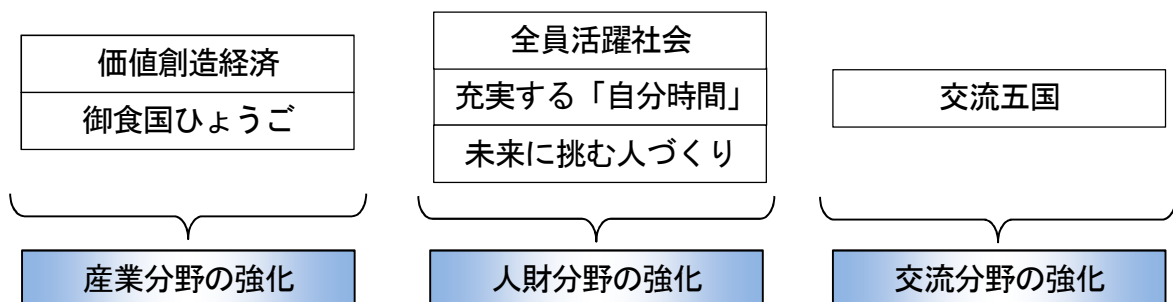 価値創造経済
御食国ひょうご
産業分野の強化
全員活躍社会
充実する「自分時間」
未来に挑む人づくり
人財分野の強化
交流五国
交流分野の強化